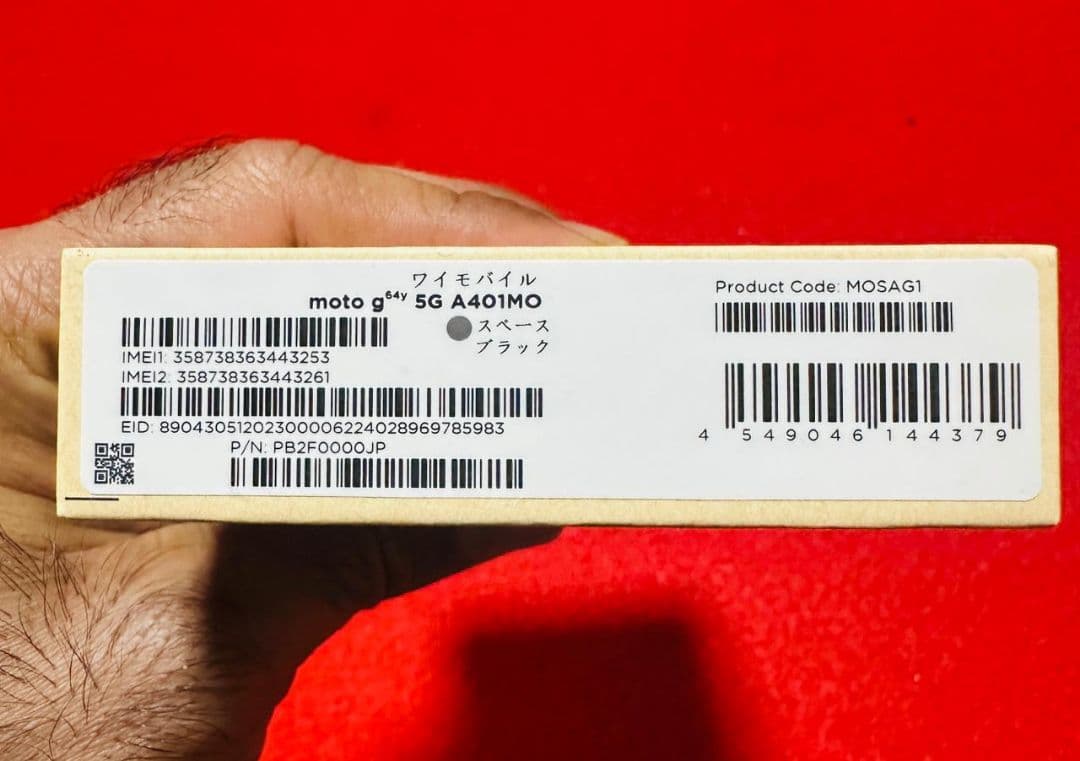 ワイモバイル
moto g64y 5G A401MO
スペース
ブラック
IMEI1: 358738363443253
IMEI2: 358738363443261
EID: 89043051202300006224028969785983
P/N: PB2F0000JP
Product Code: MOSAG1
4 549046 144379